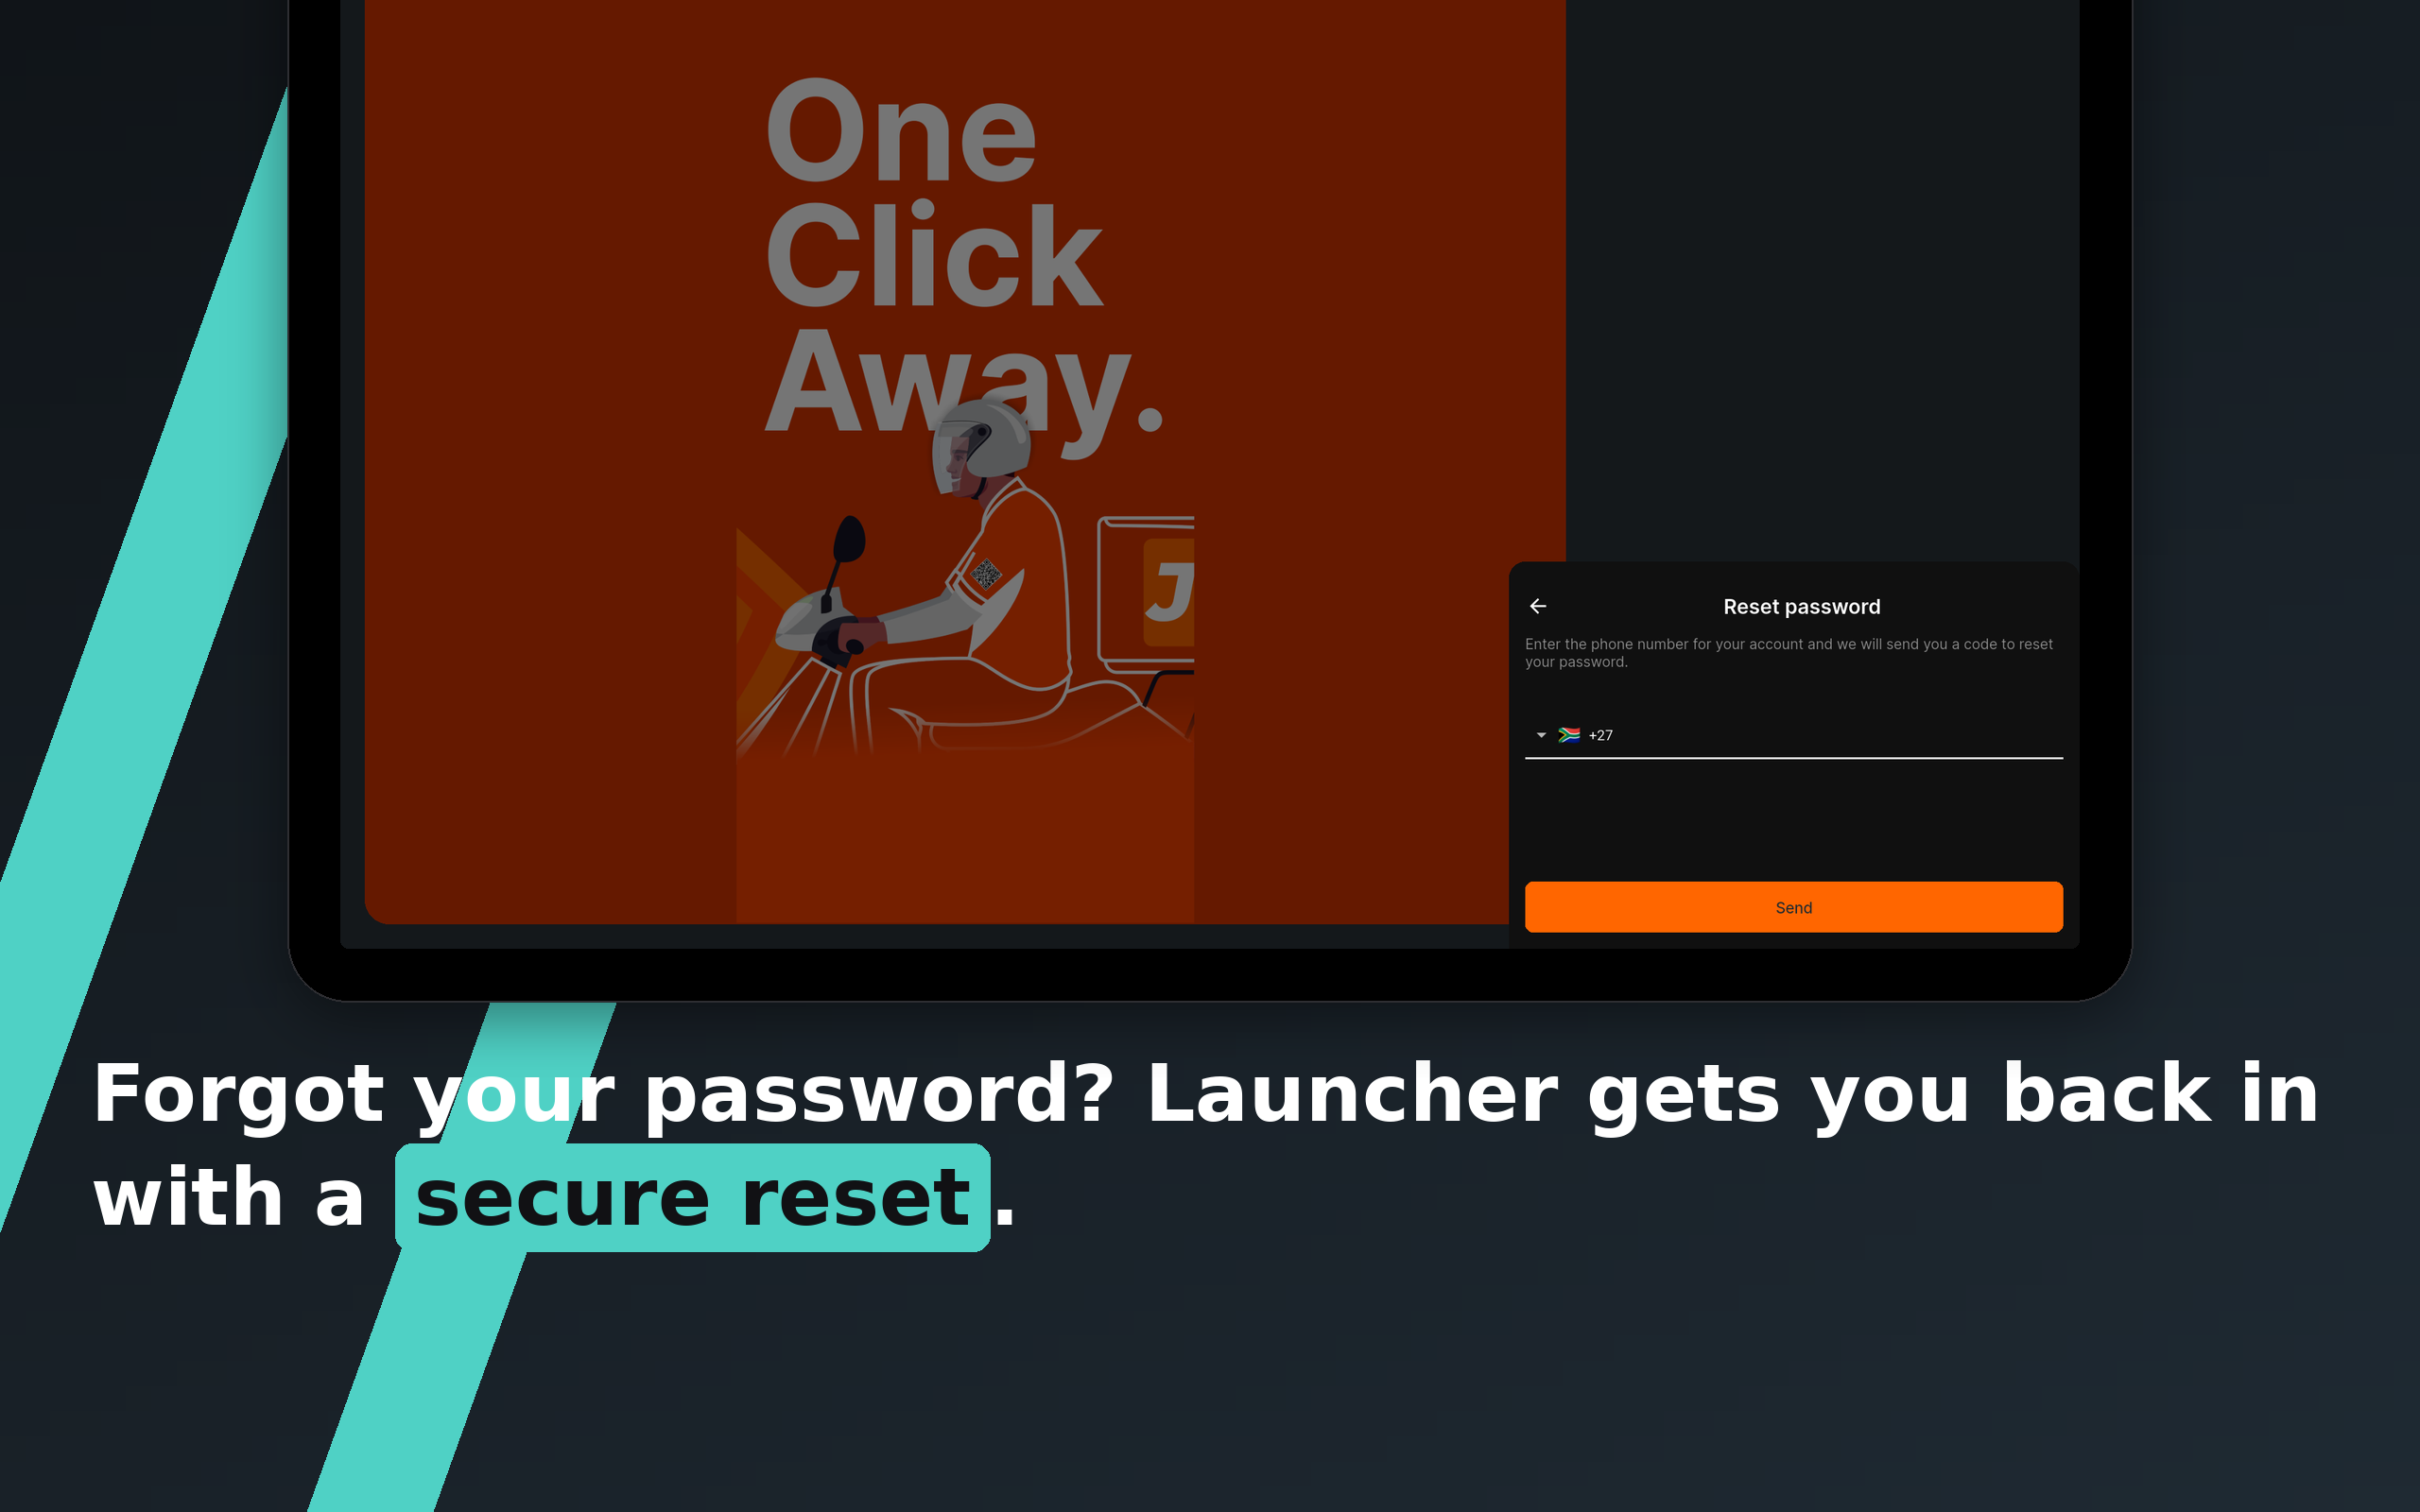 One
Click
Away.
J
Reset password
Enter the phone number for your account and we will send you a code to reset
your password.
+27
Send
Forgot your password? Launcher gets you back in
with a secure reset.